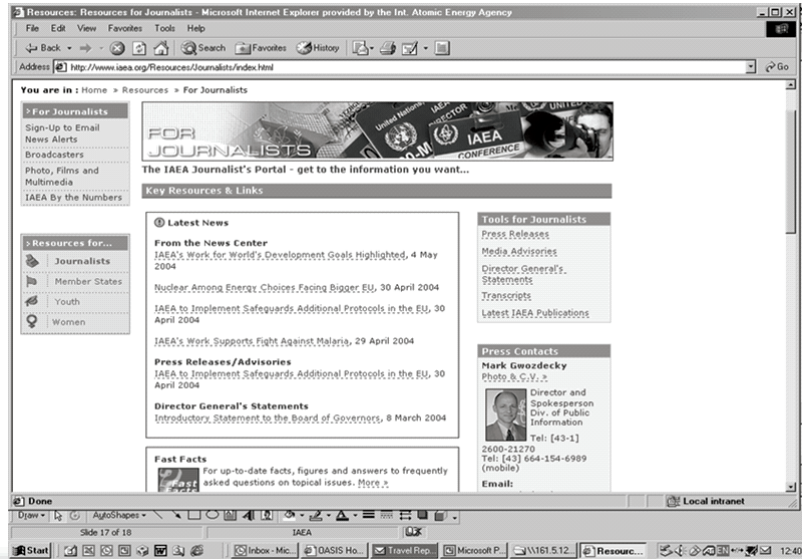 Resources: Resources for Journalists - Microsoft Internet Explorer provided by the Int. Atomic Energy Agency
File Edit View Favorites Tools Help
Back Search Favorites History
Address http://www.iaea.org/Resources/Journalists/index.html Go
You are in : Home » Resources » For Journalists
> For Journalists
Sign-Up to Email
News Alerts
Broadcasters
Photo, Films and
Multimedia
IAEA By the Numbers
> Resources for...
Journalists
Member States
Youth
Women
FOR
JOURNALISTS
United Nations
DIRECTOR
UNITED
IAEA
CONFERENCE
The IAEA Journalist's Portal - get to the information you want...
Key Resources & Links
Latest News
From the News Center
IAEA's Work for World's Development Goals Highlighted, 4 May
2004
Nuclear Among Energy Choices Facing Bigger EU, 30 April 2004
IAEA to Implement Safeguards Additional Protocols in the EU, 30
April 2004
IAEA's Work Supports Fight Against Malaria, 29 April 2004
Press Releases/Advisories
IAEA to Implement Safeguards Additional Protocols in the EU, 30
April 2004
Director General's Statements
Introductory Statement to the Board of Governors, 8 March 2004
Fast Facts
For up-to-date facts, figures and answers to frequently
asked questions on topical issues. More »
Tools for Journalists
Press Releases
Media Advisories
Director General's
Statements
Transcripts
Latest IAEA Publications
Press Contacts
Mark Gwozdecky
Photo & C.V. »
Director and
Spokesperson
Div. of Public
Information
Tel: [43-1]
2600-21270
Tel: [43] 664-154-6989
(mobile)
Email:
Done Local intranet
Draw AutoShapes
Slide 17 of 18 IAEA
Start Inbox - Mic... OASIS Ho... Travel Rep... Microsoft P... \\161.5.12... Resourc... EN 12:40